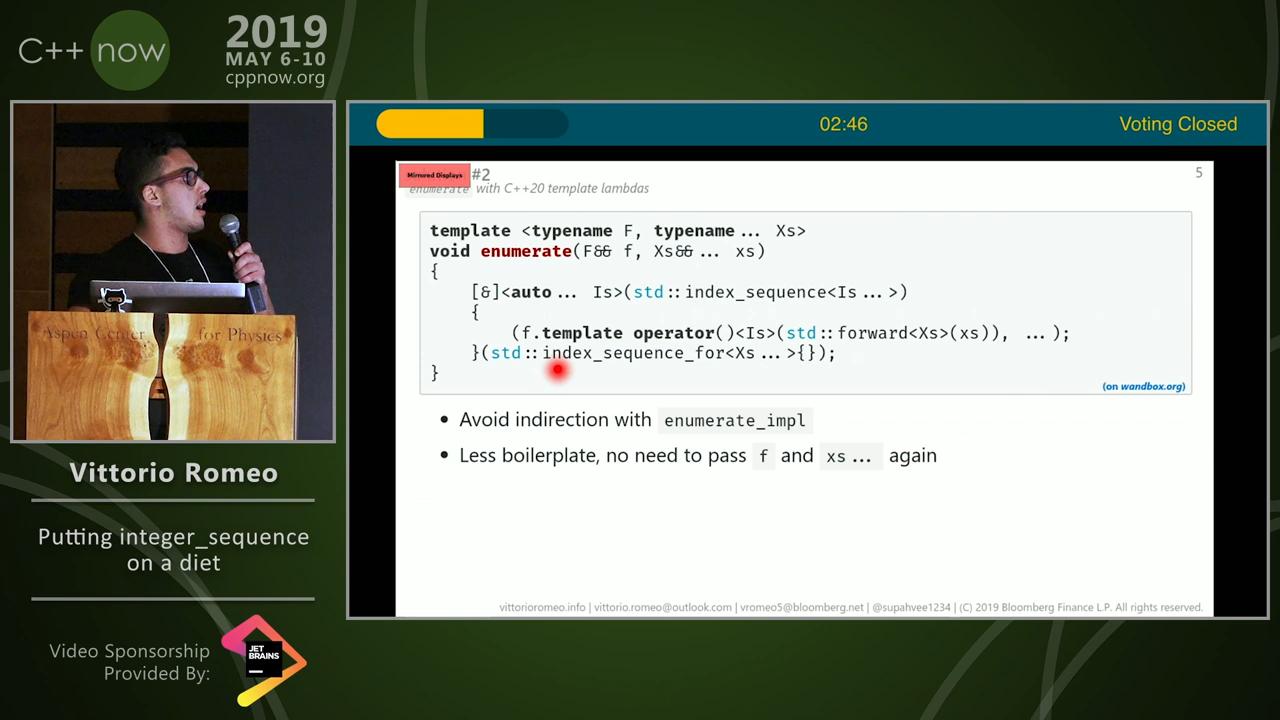 C++ now
2019
MAY 6-10
cppnow.org
Aspen Center for Physics
Vittorio Romeo
Putting integer_sequence
on a diet
Video Sponsorship
Provided By:
JET
BRAINS
02:46
Voting Closed
Mirrored Displays #2
5
enumerate with C++20 template lambdas
template <typename F, typename... Xs>
void enumerate(F&& f, Xs&&... xs)
{
[&]<auto... Is>(std::index_sequence<Is...>)
{
(f.template operator()<Is>(std::forward<Xs>(xs)), ...);
}(std::index_sequence_for<Xs...>{});
}
(on wandbox.org)
• Avoid indirection with enumerate_impl
• Less boilerplate, no need to pass f and xs... again
vittorioromeo.info | vittorio.romeo@outlook.com | vromeo5@bloomberg.net | @supahvee1234 | (C) 2019 Bloomberg Finance L.P. All rights reserved.